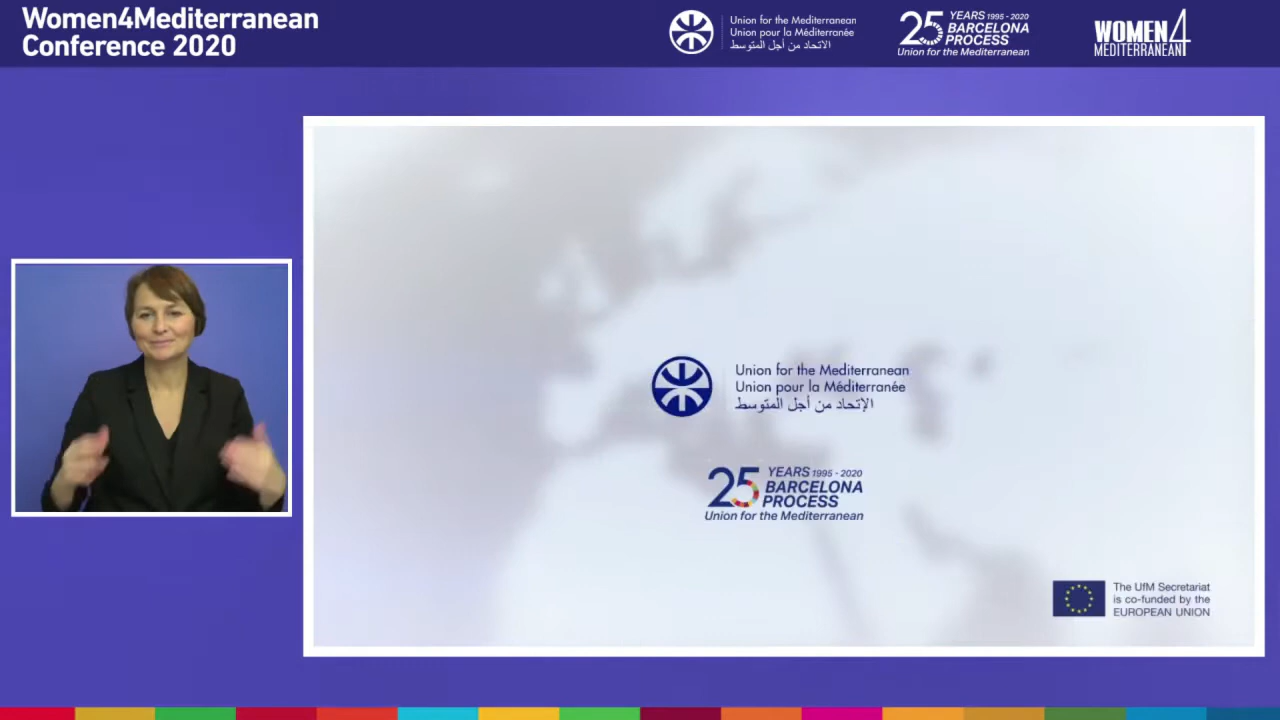 Women4Mediterranean
Conference 2020
Union for the Mediterranean
Union pour la Méditerranée
الاتحاد من أجل المتوسط
25 YEARS 1995 - 2020
BARCELONA
PROCESS
Union for the Mediterranean
WOMEN4
MEDITERRANEAN
Union for the Mediterranean
Union pour la Méditerranée
الإتحاد من أجل المتوسط
25 YEARS 1995 - 2020
BARCELONA
PROCESS
Union for the Mediterranean
The UfM Secretariat
is co-funded by the
EUROPEAN UNION